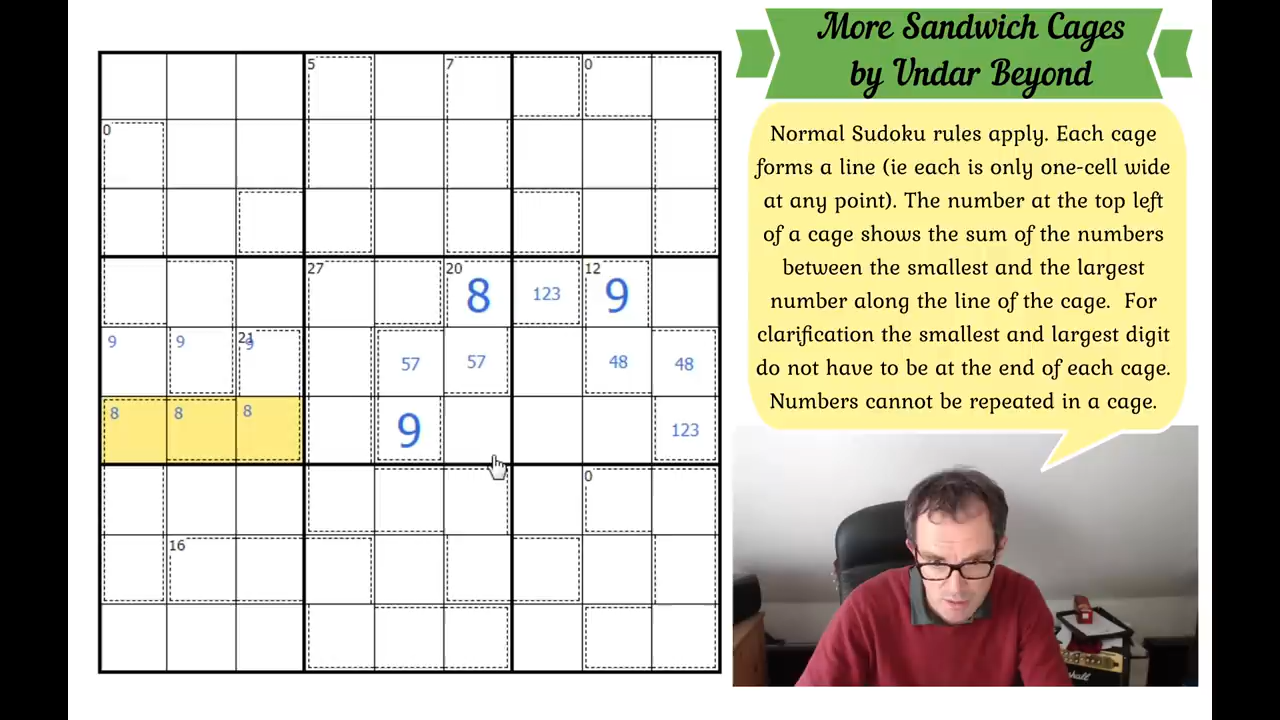 More Sandwich Cages
by Undar Beyond
Normal Sudoku rules apply. Each cage
forms a line (ie each is only one-cell wide
at any point). The number at the top left
of a cage shows the sum of the numbers
between the smallest and the largest
number along the line of the cage. For
clarification the smallest and largest digit
do not have to be at the end of each cage.
Numbers cannot be repeated in a cage.
5 7 0
0
27 20 12
8 123 9
21
9 9 9 57 57 48 48
8 8 8 9 123
0
16
Marshall